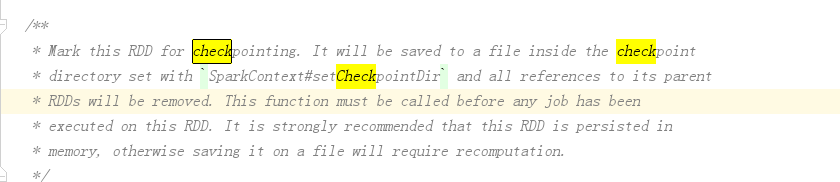 /**
* Mark this RDD for checkpointing. It will be saved to a file inside the checkpoint
* directory set with `SparkContext#setCheckpointDir` and all references to its parent
* RDDs will be removed. This function must be called before any job has been
* executed on this RDD. It is strongly recommended that this RDD is persisted in
* memory, otherwise saving it on a file will require recomputation.
*/